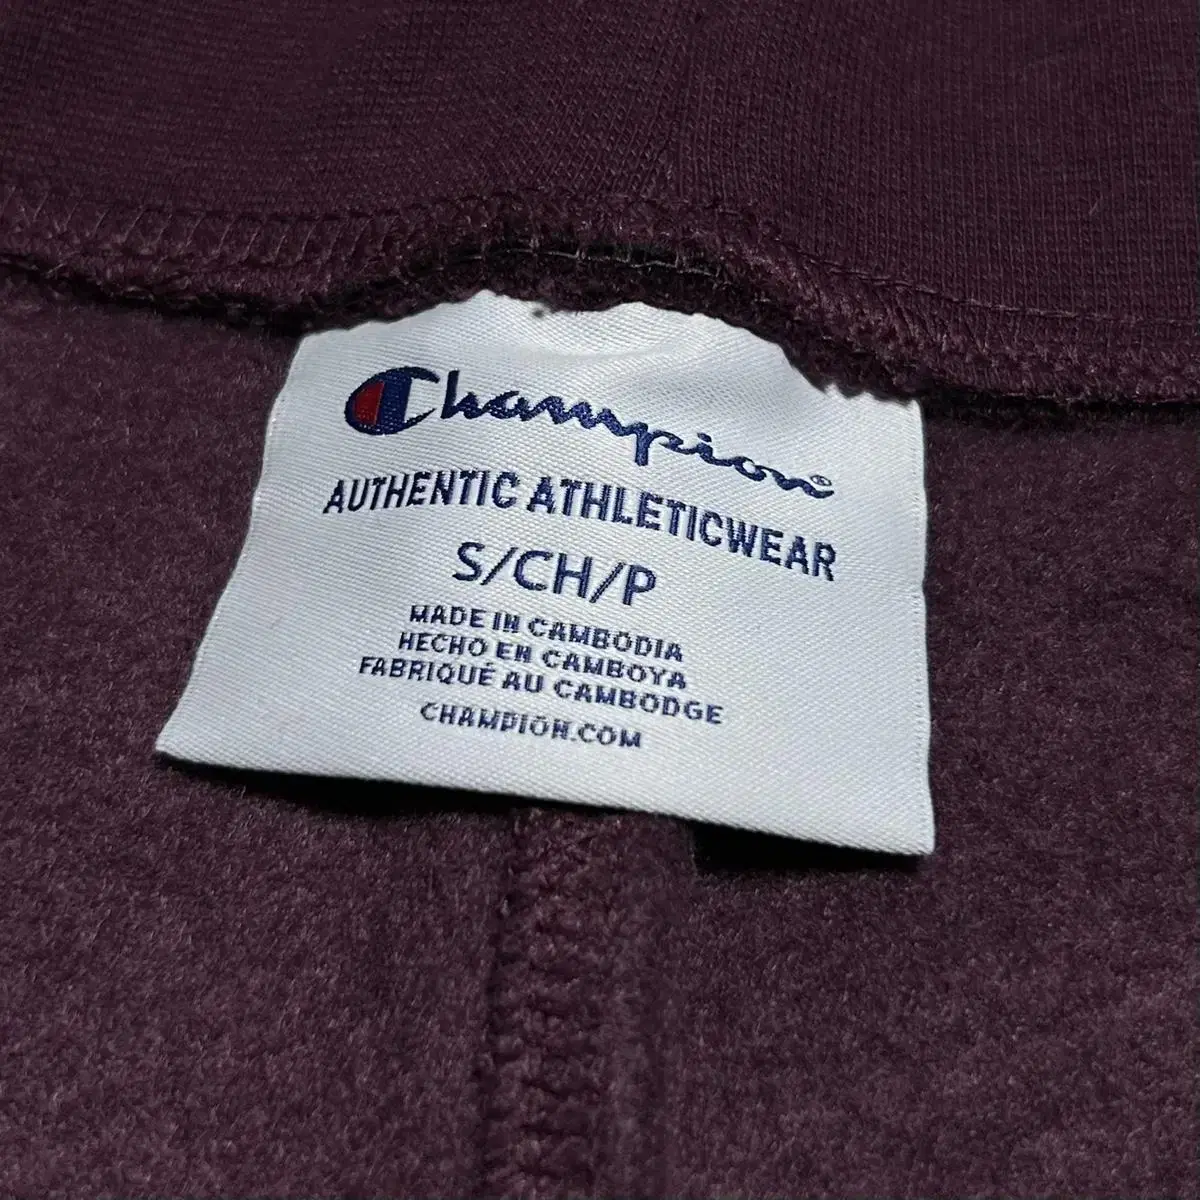 Champion®
AUTHENTIC ATHLETICWEAR
S/CH/P
MADE IN CAMBODIA
HECHO EN CAMBOYA
FABRIQUÉ AU CAMBODGE
CHAMPION.COM